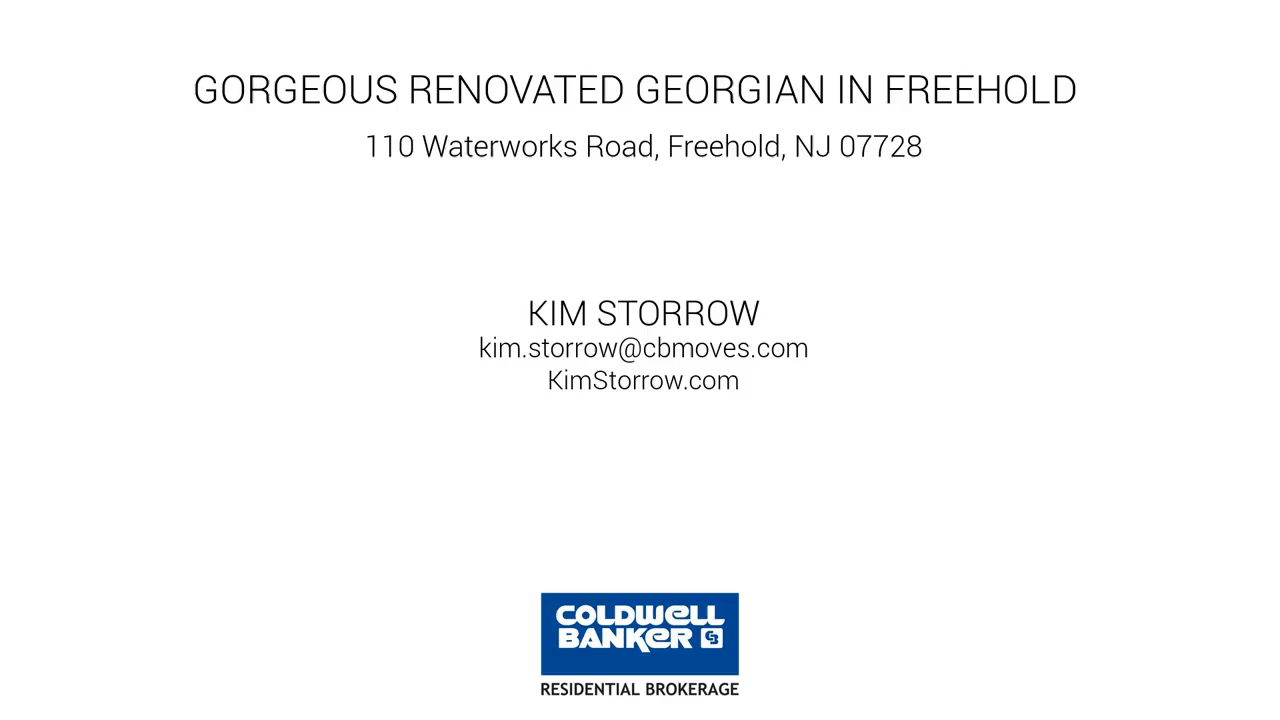 GORGEOUS RENOVATED GEORGIAN IN FREEHOLD
110 Waterworks Road, Freehold, NJ 07728
KIM STORROW
kim.storrow@cbmoves.com
KimStorrow.com
COLDWELL
BANKER CB
RESIDENTIAL BROKERAGE